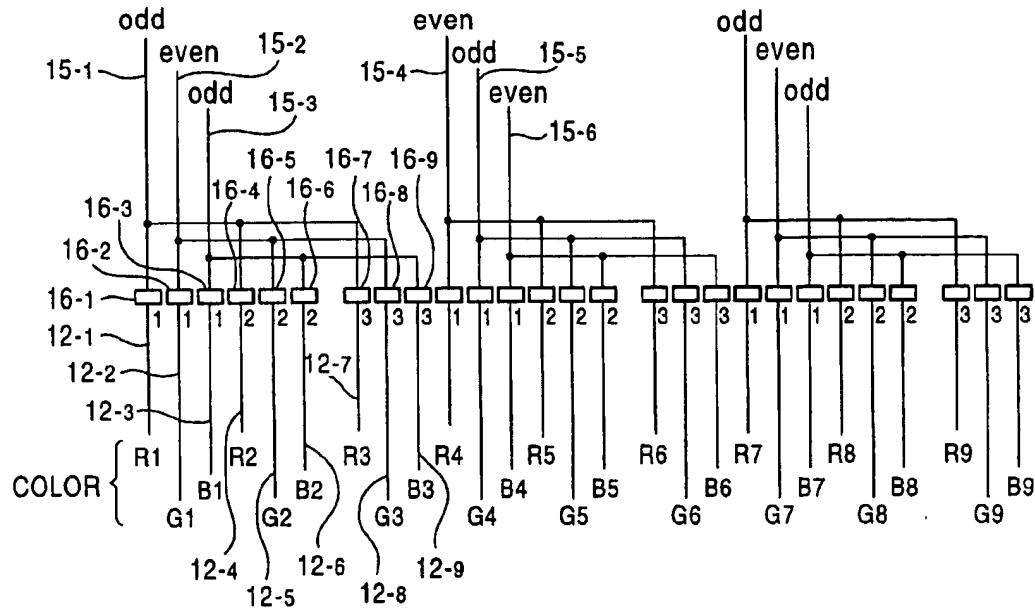 odd even odd
even 15-2 odd 15-5 even
15-1 15-4
odd 15-3 even odd
15-6
16-5 16-7 16-9
16-3 16-4 16-6 16-8
16-2
16-1
1 1 1 2 2 2 3 3 3 1 1 1 2 2 2 3 3 3 1 1 1 2 2 2 3 3 3
12-1
12-2 12-7
12-3
R1 R2 R3 R4 R5 R6 R7 R8 R9
COLOR B1 B2 B3 B4 B5 B6 B7 B8 B9
G1 G2 G3 G4 G5 G6 G7 G8 G9
12-4 12-6 12-9
12-5 12-8